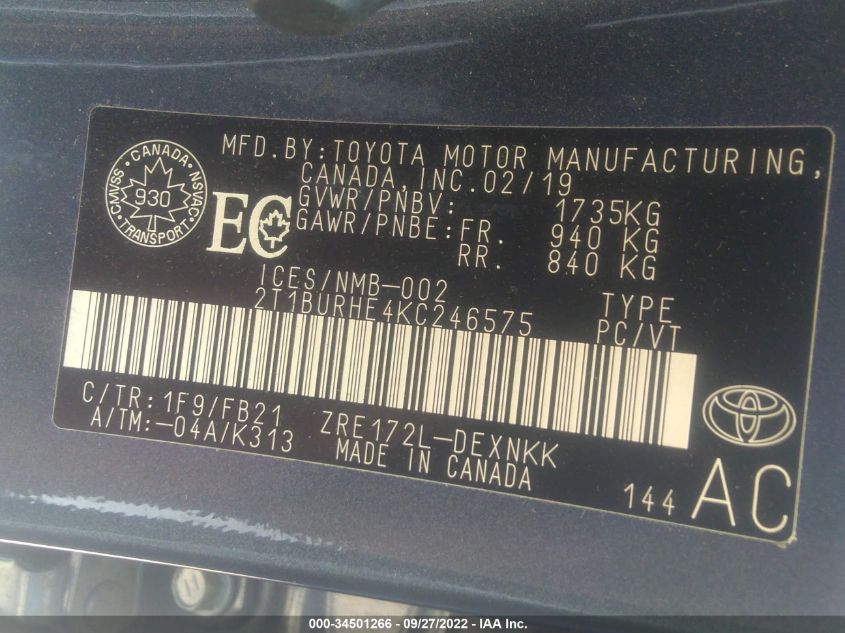 MFD.BY:TOYOTA MOTOR MANUFACTURING,
CANADA,INC.02/19
GVWR/PNBV: 1735KG
GAWR/PNBE:FR. 940 KG
RR. 840 KG
CANADA
CMVSS 930 NSVAC
TRANSPORT
EC
ICES/NMB-002
2T1BURHE4KC246575
TYPE
PC/VT
C/TR:1F9/FB21 ZRE172L-DEXNKK
A/TM:-04A/K313 MADE IN CANADA
144 AC
000-34501266 - 09/27/2022 - IAA Inc.